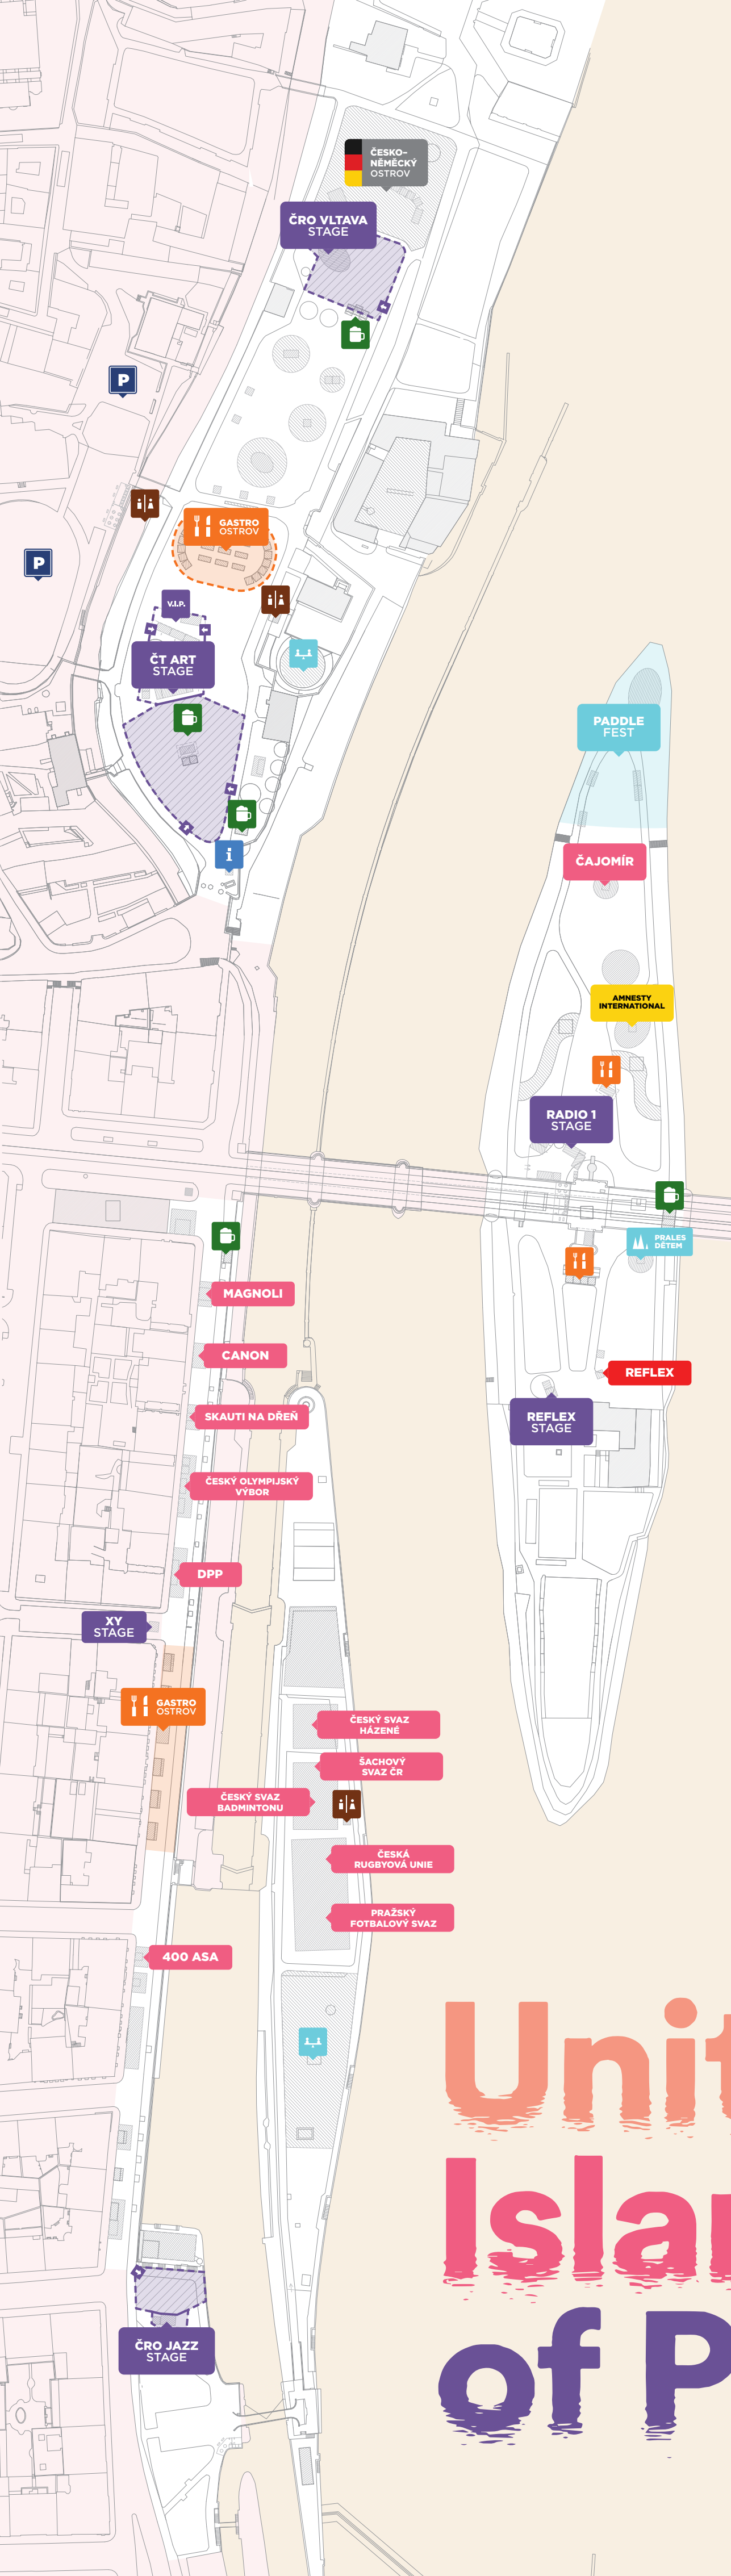 ČESKO–
NĚMECKÝ
OSTROV
ČRO VLTAVA
STAGE
P
GASTRO
OSTROV
P
V.I.P.
ČT ART
STAGE
PADDLE
FEST
i
ČAJOMÍR
AMNESTY
INTERNATIONAL
RADIO 1
STAGE
PRALES
DĚTEM
MAGNOLI
CANON
REFLEX
SKAUTI NA DŘEŇ
REFLEX
STAGE
ČESKÝ OLYMPIJSKÝ
VÝBOR
DPP
XY
STAGE
GASTRO
OSTROV
ČESKÝ SVAZ
HÁZENÉ
ŠACHOVÝ
SVAZ ČR
ČESKÝ SVAZ
BADMINTONU
ČESKÁ
RUGBYOVÁ UNIE
PRAŽSKÝ
FOTBALOVÝ SVAZ
400 ASA
Unit
Islan
of P
ČRO JAZZ
STAGE